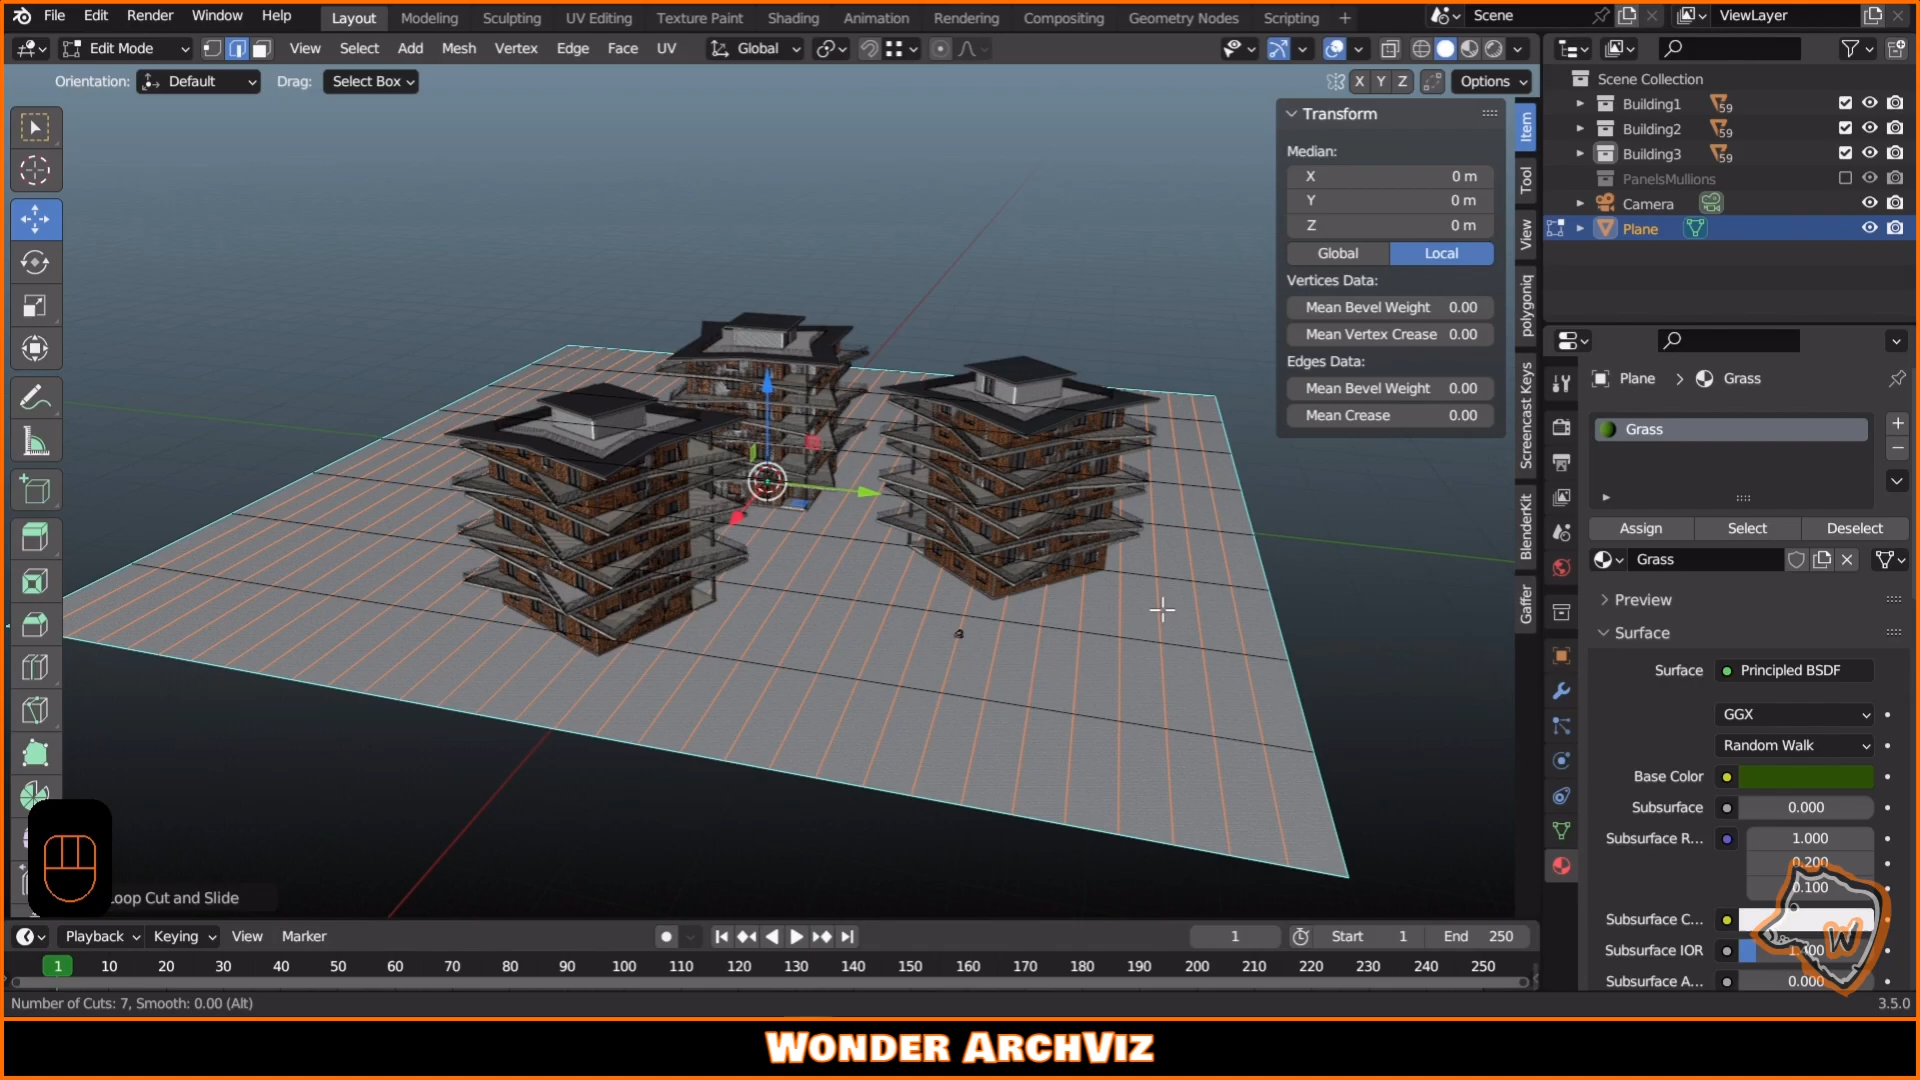 File Edit Render Window Help Layout Modeling Sculpting UV Editing Texture Paint Shading Animation Rendering Compositing Geometry Nodes Scripting + Scene ViewLayer
Edit Mode View Select Add Mesh Vertex Edge Face UV Global
Orientation: Default Drag: Select Box X Y Z Options
Scene Collection
Building1 59
Building2 59
Building3 59
PanelsMullions
Camera
Plane
Transform
Median:
X 0 m
Y 0 m
Z 0 m
Global Local
Vertices Data:
Mean Bevel Weight 0.00
Mean Vertex Crease 0.00
Edges Data:
Mean Bevel Weight 0.00
Mean Crease 0.00
Item
Tool
View
polygoniq
Screencast Keys
BlenderKit
Gaffer
Plane > Grass
Grass
Assign Select Deselect
Grass
Preview
Surface
Surface Principled BSDF
GGX
Random Walk
Base Color
Subsurface 0.000
Subsurface R... 1.000
0.200
0.100
Subsurface C...
Subsurface IOR
Subsurface A... 0.000
W
oop Cut and Slide
Playback Keying View Marker 1 Start 1 End 250
1 10 20 30 40 50 60 70 80 90 100 110 120 130 140 150 160 170 180 190 200 210 220 230 240 250
Number of Cuts: 7, Smooth: 0.00 (Alt) 3.5.0
Wonder ArchViz